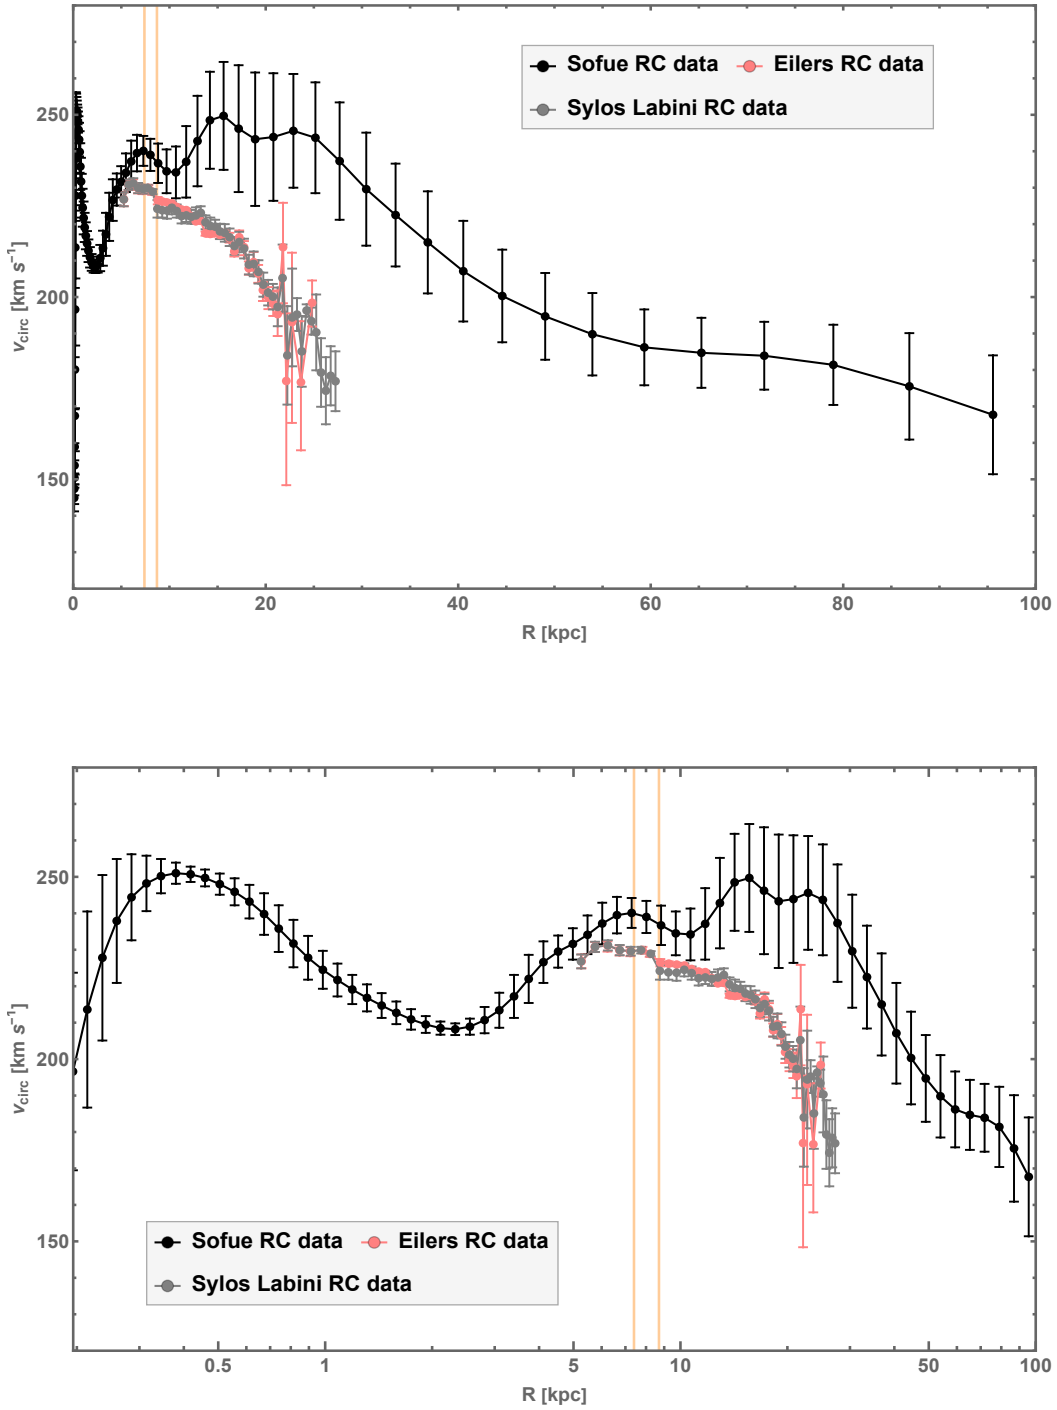 Sofue RC data Eilers RC data
Sylos Labini RC data
250
200
150
v_circ [km s⁻¹]
0 20 40 60 80 100
R [kpc]
250
200
150
v_circ [km s⁻¹]
Sofue RC data Eilers RC data
Sylos Labini RC data
0.5 1 5 10 50 100
R [kpc]